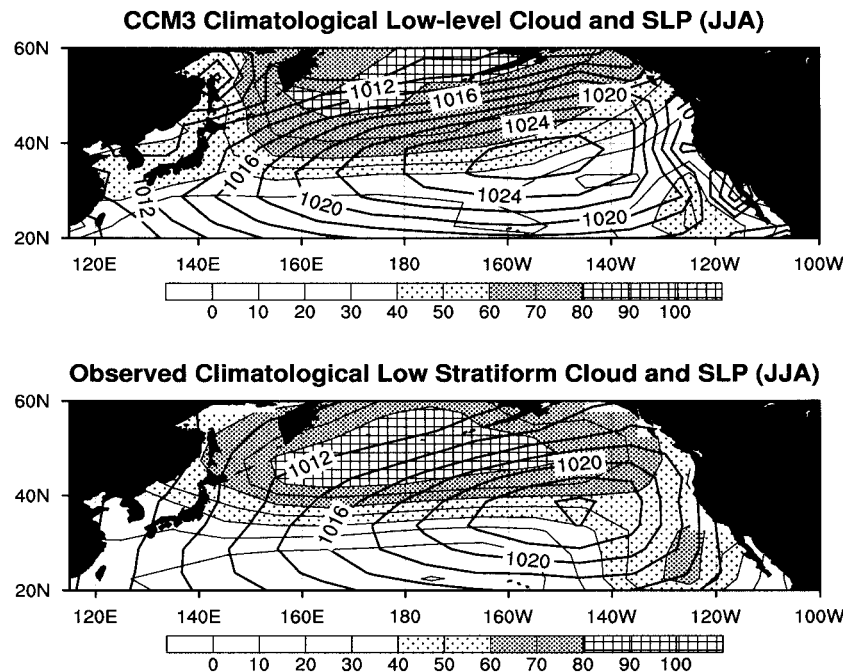 CCM3 Climatological Low-level Cloud and SLP (JJA)
60N
1012
1016
1020
40N
1024
1016
1012
1024
1020
1020
20N
120E 140E 160E 180 160W 140W 120W 100W
0 10 20 30 40 50 60 70 80 90 100
Observed Climatological Low Stratiform Cloud and SLP (JJA)
60N
1012
1020
40N
1016
1020
20N
120E 140E 160E 180 160W 140W 120W 100W
0 10 20 30 40 50 60 70 80 90 100